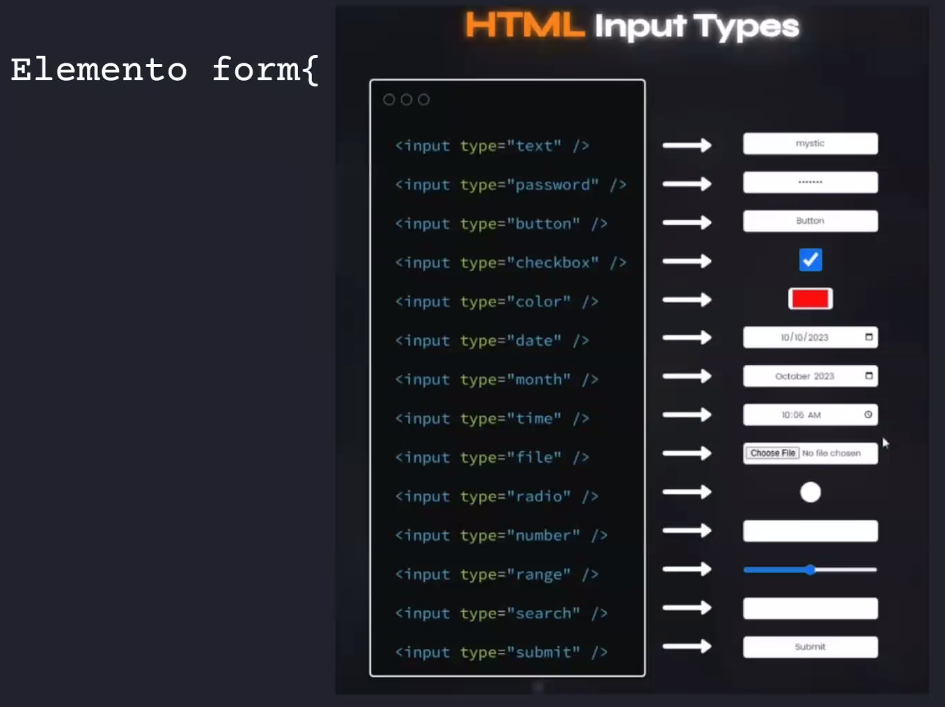 HTML Input Types
Elemento form{
<input type="text" /> mystic
<input type="password" /> •••••••
<input type="button" /> Button
<input type="checkbox" />
<input type="color" />
<input type="date" /> 10/10/2023
<input type="month" /> October 2023
<input type="time" /> 10:06 AM
<input type="file" /> Choose File No file chosen
<input type="radio" />
<input type="number" />
<input type="range" />
<input type="search" />
<input type="submit" /> Submit